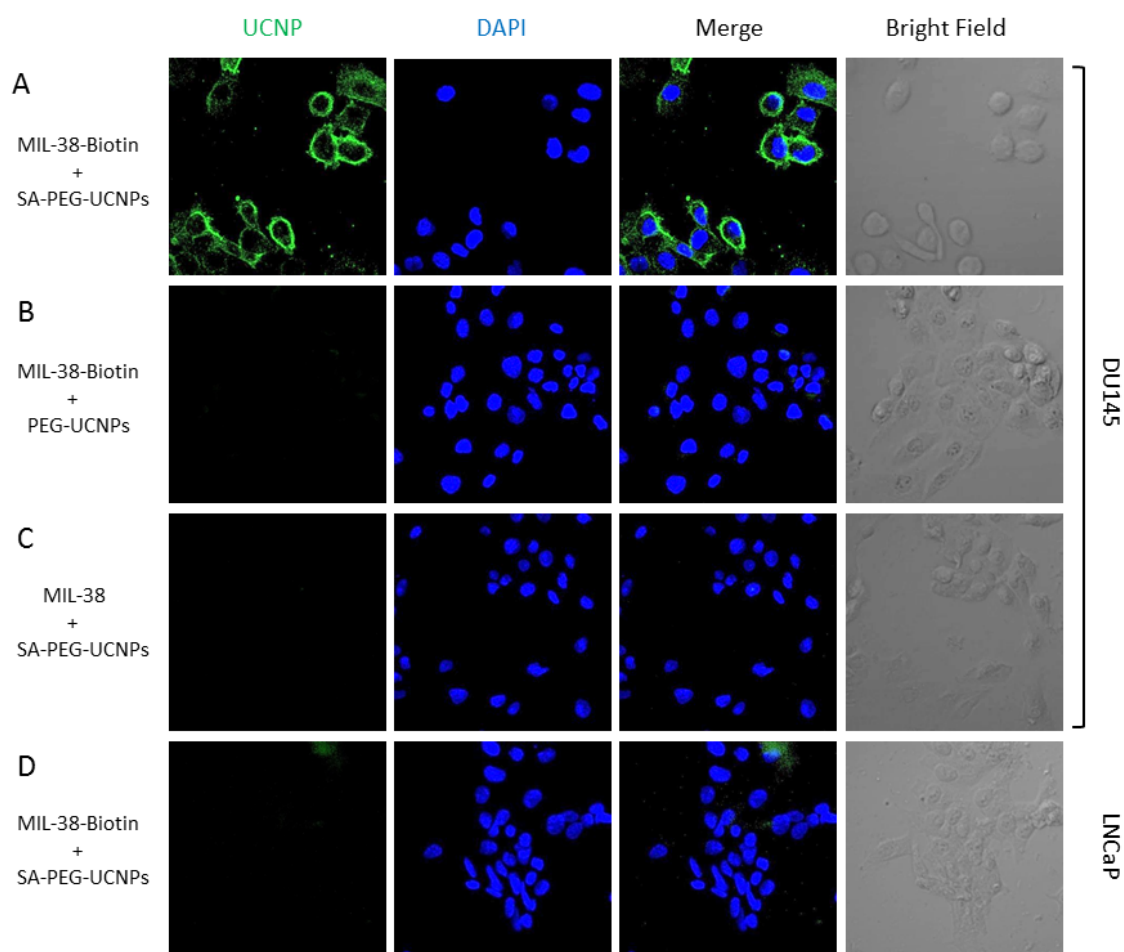 UCNP
DAPI
Merge
Bright Field
A
MIL-38-Biotin
+
SA-PEG-UCNPs
B
MIL-38-Biotin
+
PEG-UCNPs
C
MIL-38
+
SA-PEG-UCNPs
DU145
D
MIL-38-Biotin
+
SA-PEG-UCNPs
LNCaP